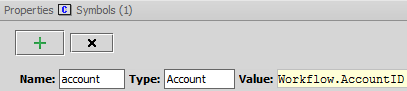 Properties C Symbols (1)
Name: account Type: Account Value: Workflow.AccountID